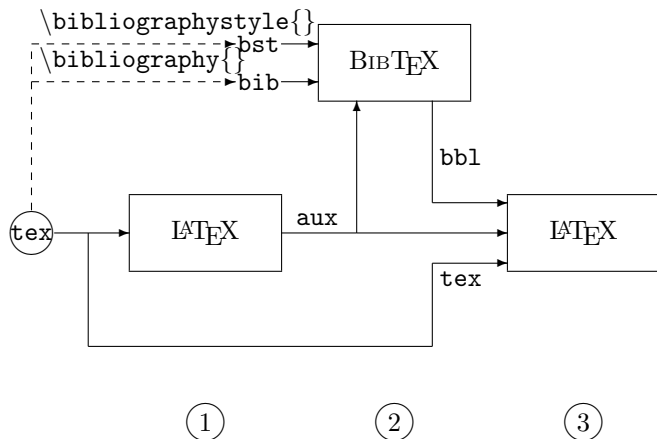 \bibliographystyle{}
bst
\bibliography{}
bib
BIBTEX
bbl
tex
LATEX
aux
LATEX
tex
1
2
3